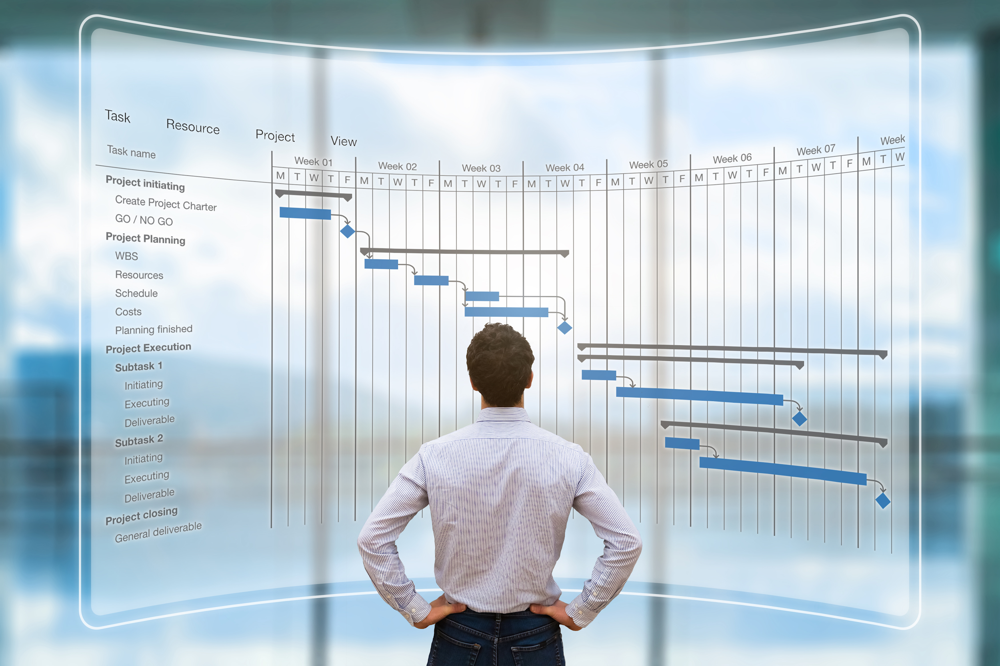 Task Resource Project View
Task name
Week 01 Week 02 Week 03 Week 04 Week 05 Week 06 Week 07 Week
M T W T F M T W T F M T W T F M T W T F M T W T F M T W T F M T W T F M T W
Project initiating
Create Project Charter
GO / NO GO
Project Planning
WBS
Resources
Schedule
Costs
Planning finished
Project Execution
Subtask 1
Initiating
Executing
Deliverable
Subtask 2
Initiating
Executing
Deliverable
Project closing
General deliverable